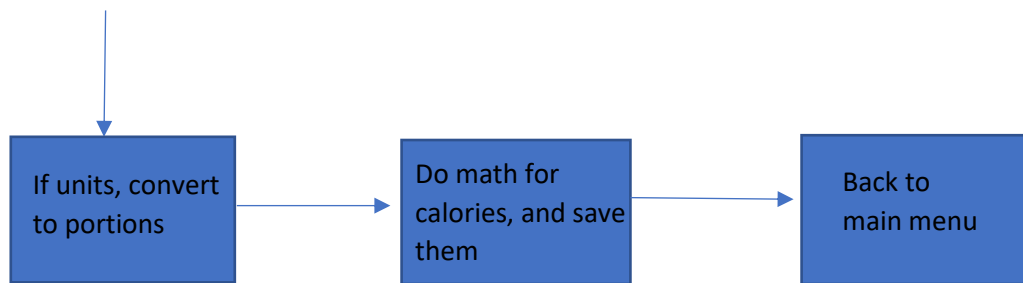 If units, convert
to portions
Do math for
calories, and save
them
Back to
main menu